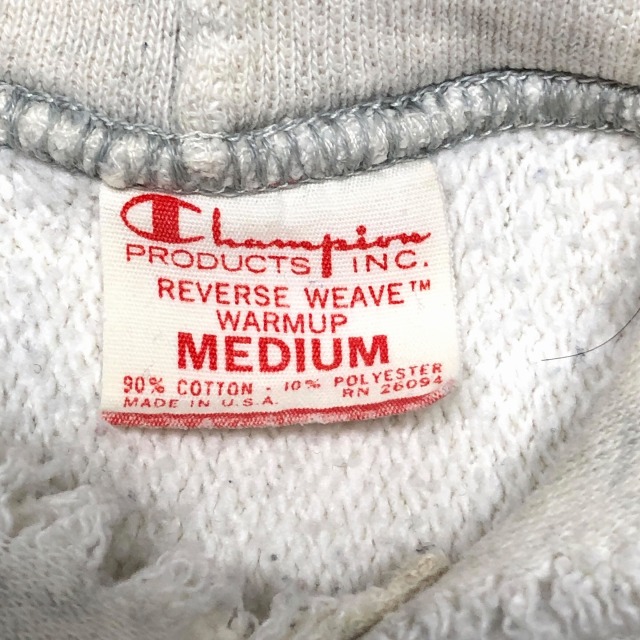 Champion
PRODUCTS INC.
REVERSE WEAVE™
WARMUP
MEDIUM
90% COTTON - 10% POLYESTER
MADE IN U.S.A. RN 26094